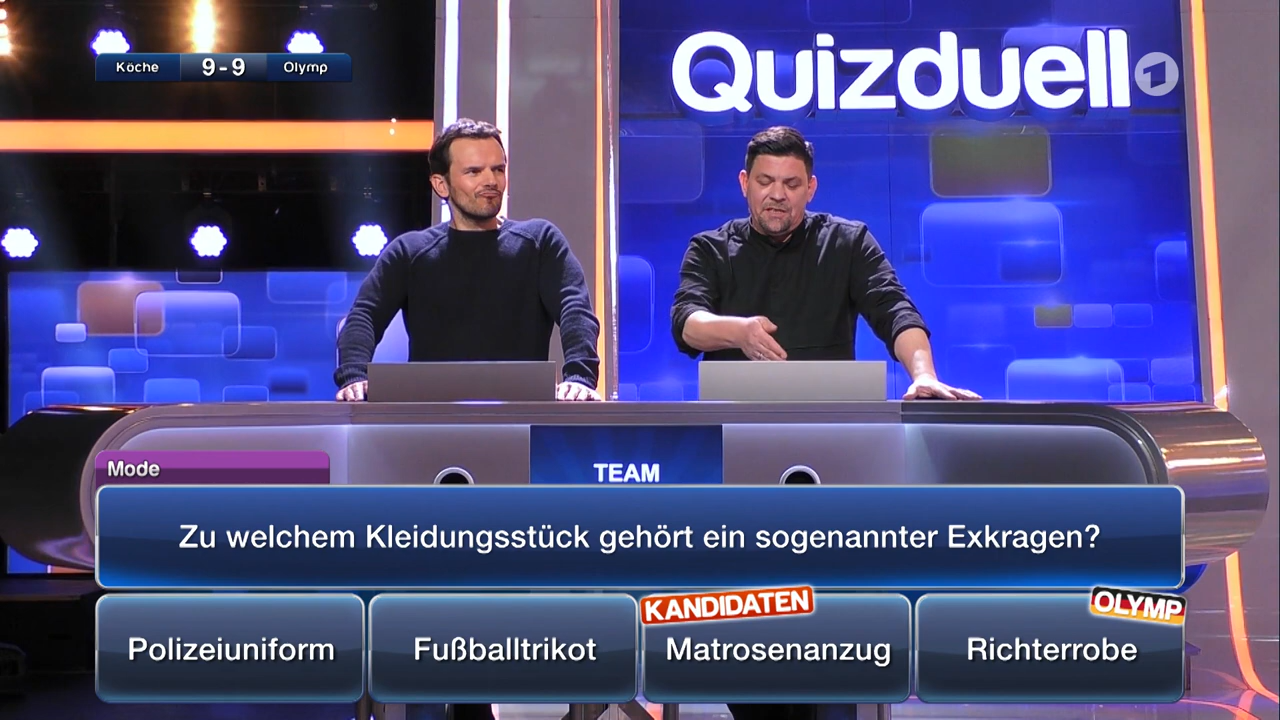 Köche 9-9 Olymp
Quizduell 1
TEAM
Mode
Zu welchem Kleidungsstück gehört ein sogenannter Exkragen?
KANDIDATEN
OLYMP
Polizeiuniform
Fußballtrikot
Matrosenanzug
Richterrobe